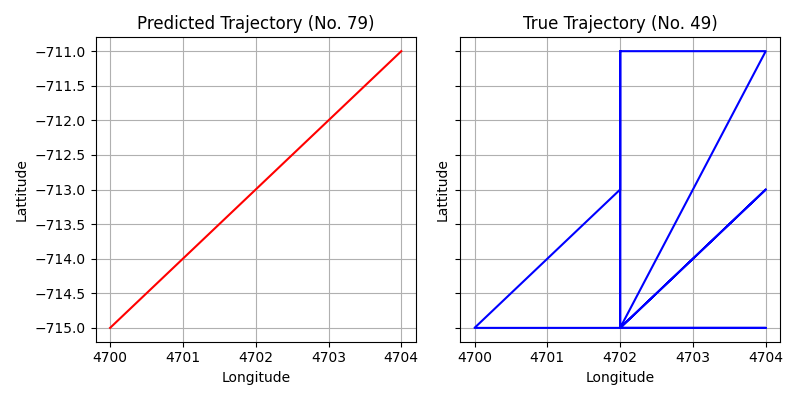 Predicted Trajectory (No. 79)
True Trajectory (No. 49)
Lattitude
−711.0
−711.5
−712.0
−712.5
−713.0
−713.5
−714.0
−714.5
−715.0
4700 4701 4702 4703 4704
Longitude
Lattitude
4700 4701 4702 4703 4704
Longitude